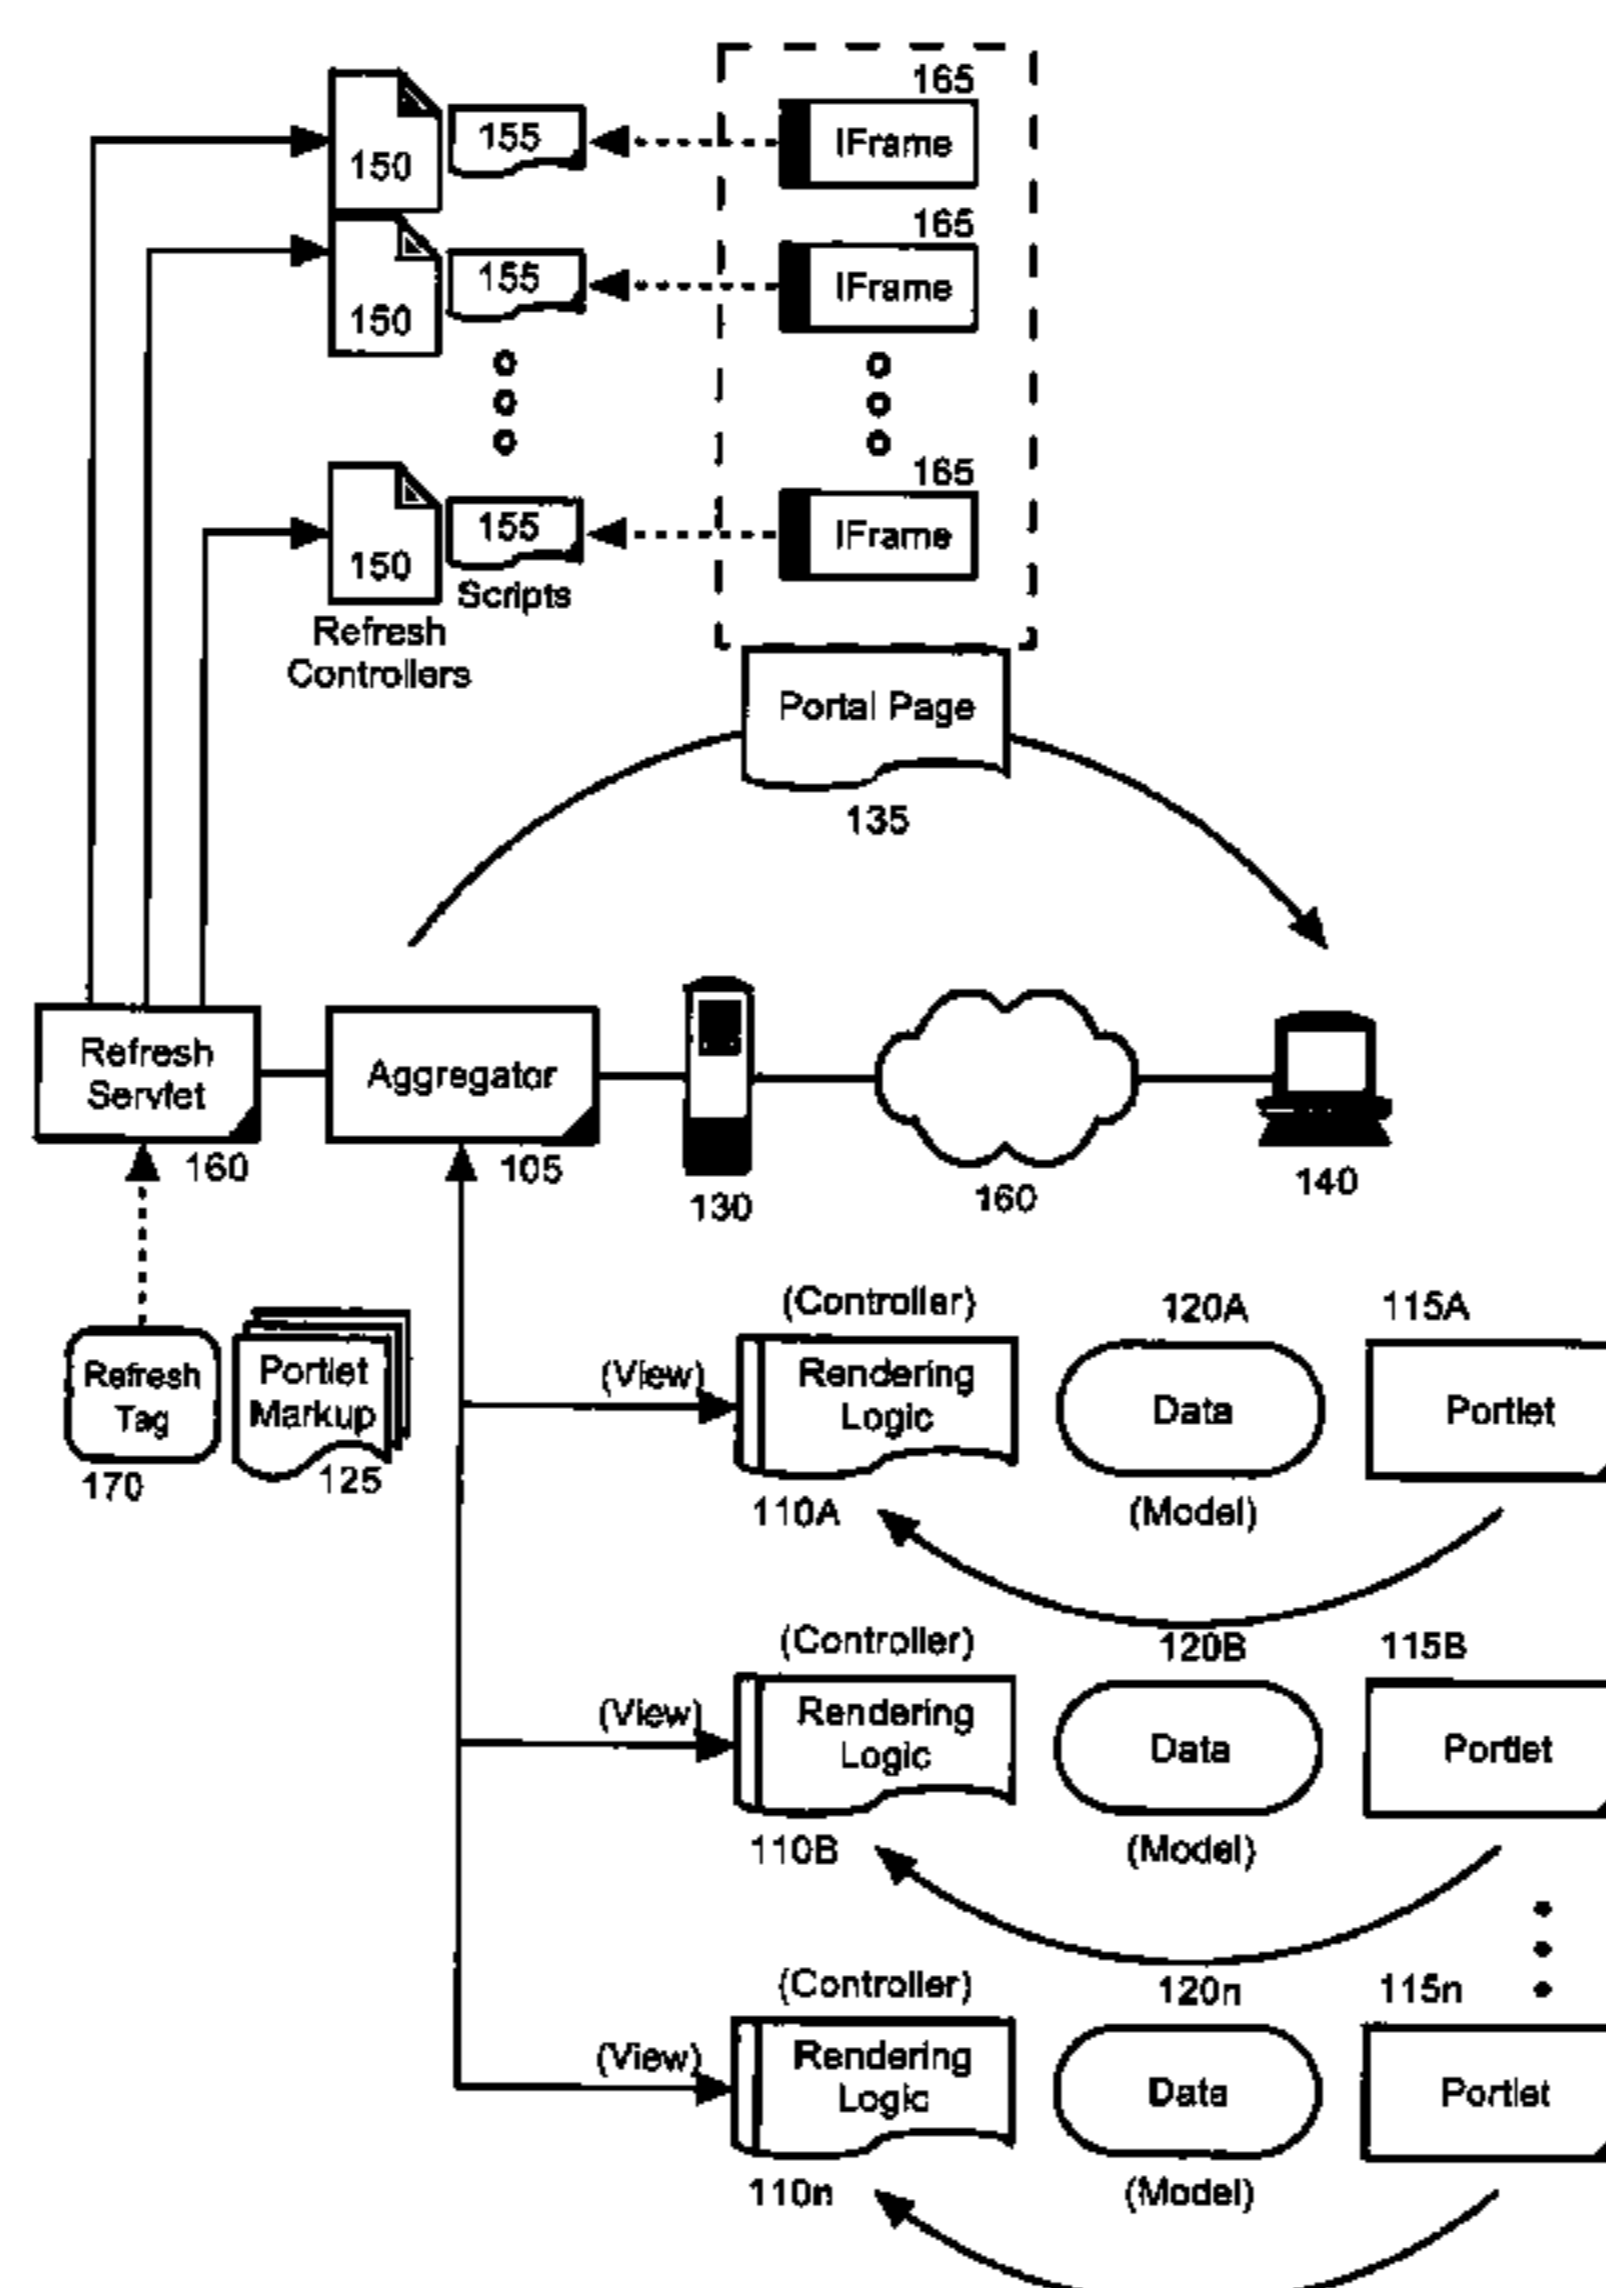 165
150
155
IFrame
165
150
155
IFrame
165
150
155
IFrame
Scripts
Refresh
Controllers
Portal Page
135
Refresh
Servlet
Aggregator
160
105
130
160
140
Refresh
Tag
170
Portlet
Markup
125
(Controller)
120A
115A
(View)
Rendering
Logic
Data
Portlet
110A
(Model)
(Controller)
120B
115B
(View)
Rendering
Logic
Data
Portlet
110B
(Model)
(Controller)
120n
115n
(View)
Rendering
Logic
Data
Portlet
110n
(Model)